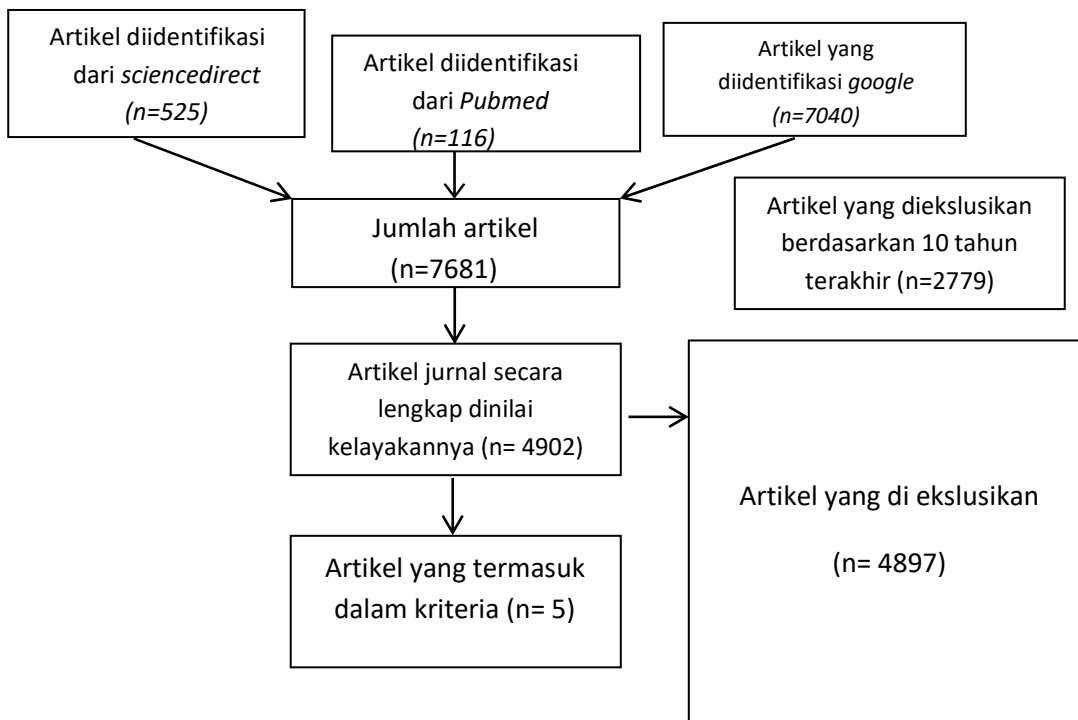 Artikel diidentifikasi
dari sciencedirect
(n=525)
Artikel diidentifikasi
dari Pubmed
(n=116)
Artikel yang
diidentifikasi google
(n=7040)
Jumlah artikel
(n=7681)
Artikel yang diekslusikan
berdasarkan 10 tahun
terakhir (n=2779)
Artikel jurnal secara
lengkap dinilai
kelayakannya (n= 4902)
Artikel yang di ekslusikan
(n= 4897)
Artikel yang termasuk
dalam kriteria (n= 5)